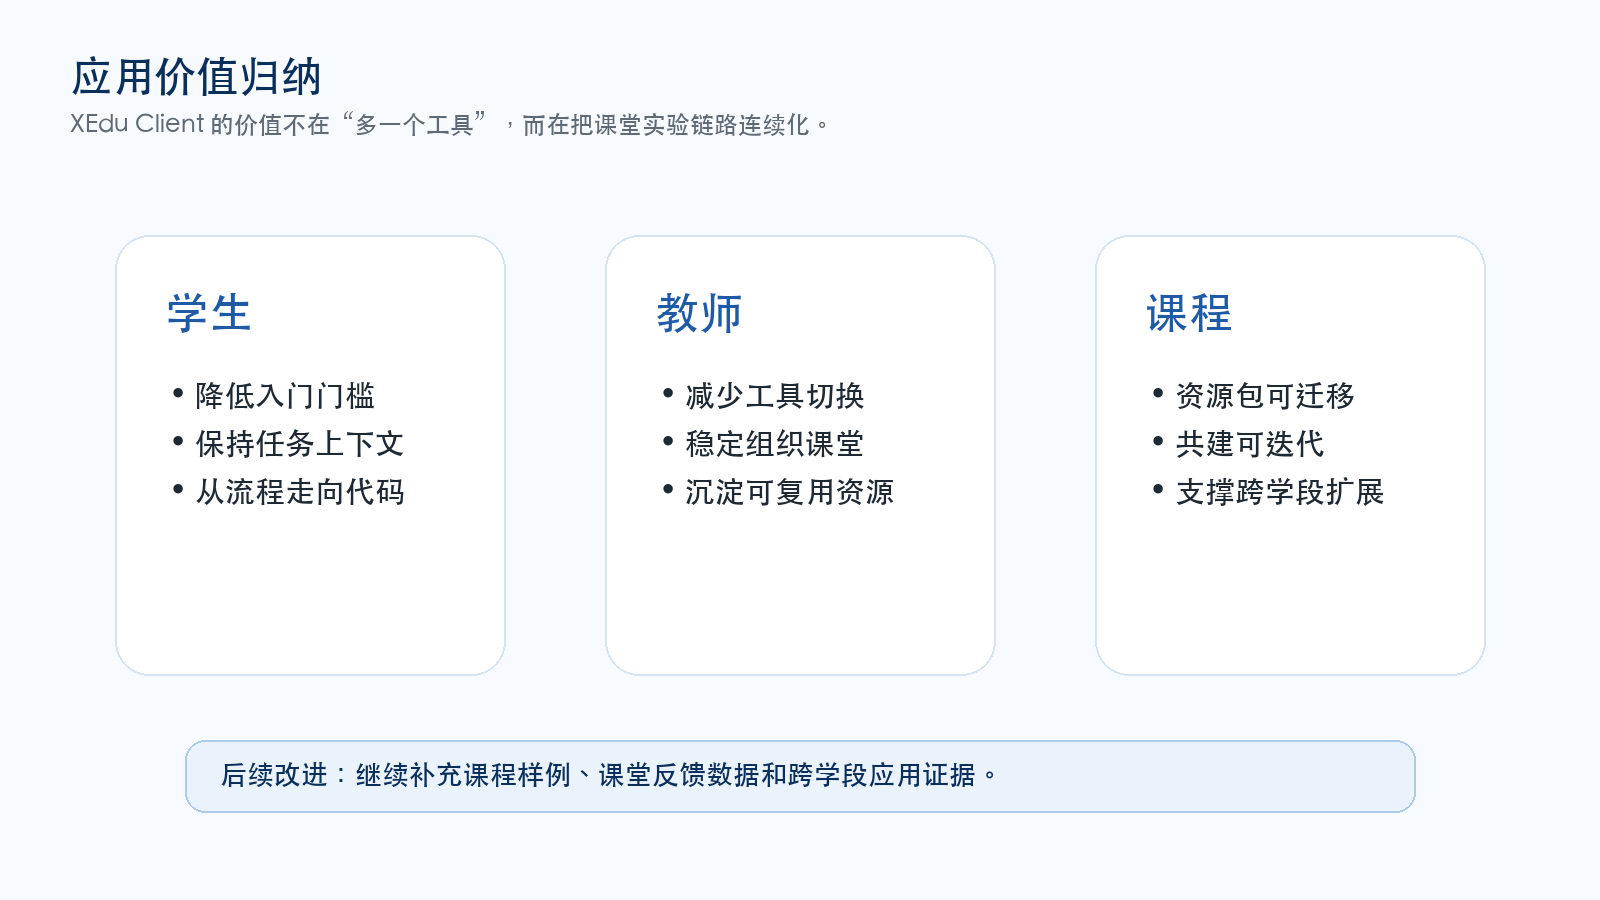 应用价值归纳
XEdu Client 的价值不在“多一个工具”，而在把课堂实验链路连续化。
学生
• 降低入门门槛
• 保持任务上下文
• 从流程走向代码
教师
• 减少工具切换
• 稳定组织课堂
• 沉淀可复用资源
课程
• 资源包可迁移
• 共建可迭代
• 支撑跨学段扩展
后续改进：继续补充课程样例、课堂反馈数据和跨学段应用证据。